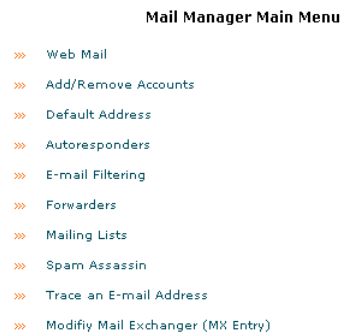 Mail Manager Main Menu
»» Web Mail
»» Add/Remove Accounts
»» Default Address
»» Autoresponders
»» E-mail Filtering
»» Forwarders
»» Mailing Lists
»» Spam Assassin
»» Trace an E-mail Address
»» Modifiy Mail Exchanger (MX Entry)